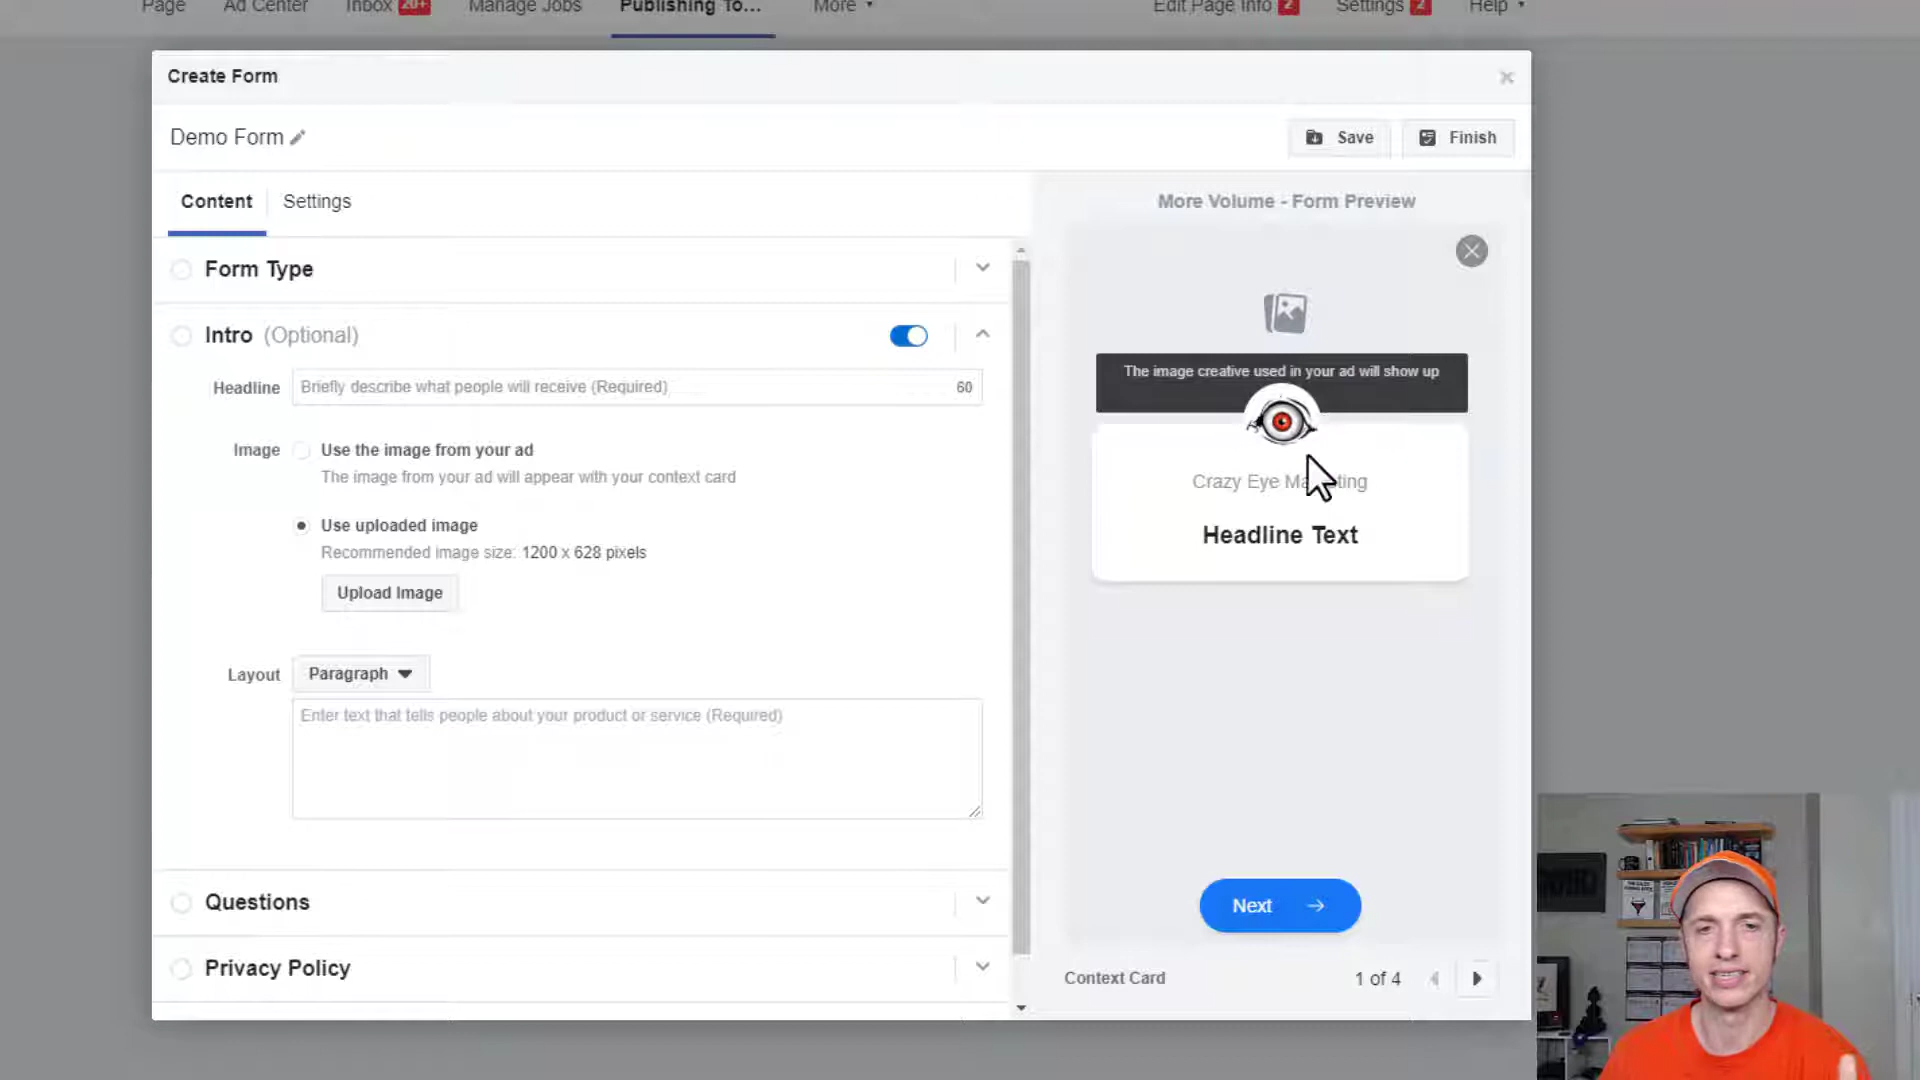 Page Ad Center Inbox 20+ Manage Jobs Publishing To... More Edit Page Info 2 Settings 2 Help
Create Form
Demo Form Save Finish
Content Settings
More Volume - Form Preview
Form Type
Intro (Optional)
Headline Briefly describe what people will receive (Required) 60
Image Use the image from your ad
The image from your ad will appear with your context card
Use uploaded image
Recommended image size: 1200 x 628 pixels
Upload Image
Layout Paragraph
Enter text that tells people about your product or service (Required)
Questions
Privacy Policy
The image creative used in your ad will show up
Crazy Eye Ma ting
Headline Text
Next
Context Card 1 of 4